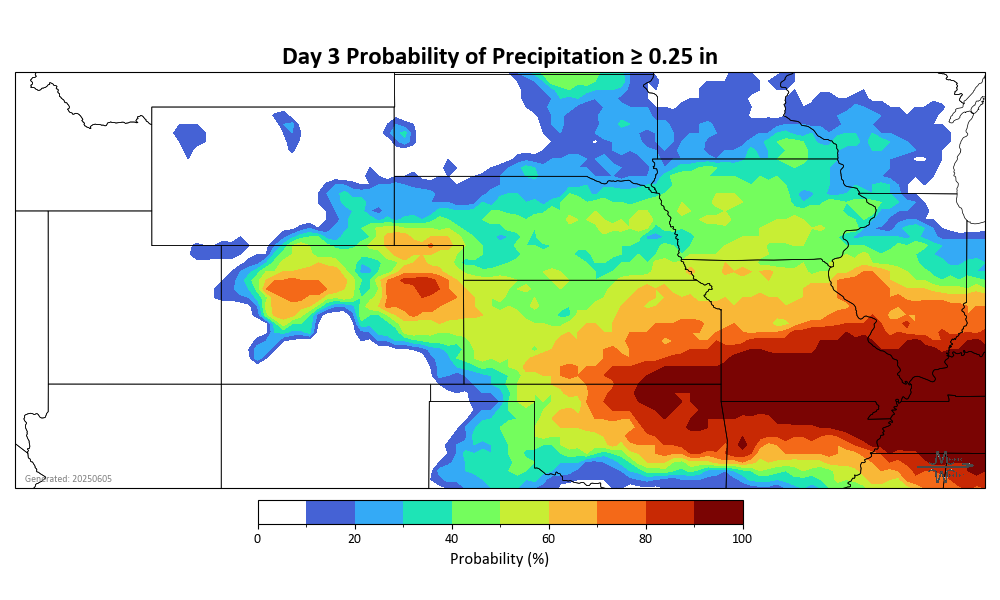 Day 3 Probability of Precipitation ≥ 0.25 in
Generated: 20250605
M
W
0 20 40 60 80 100
Probability (%)